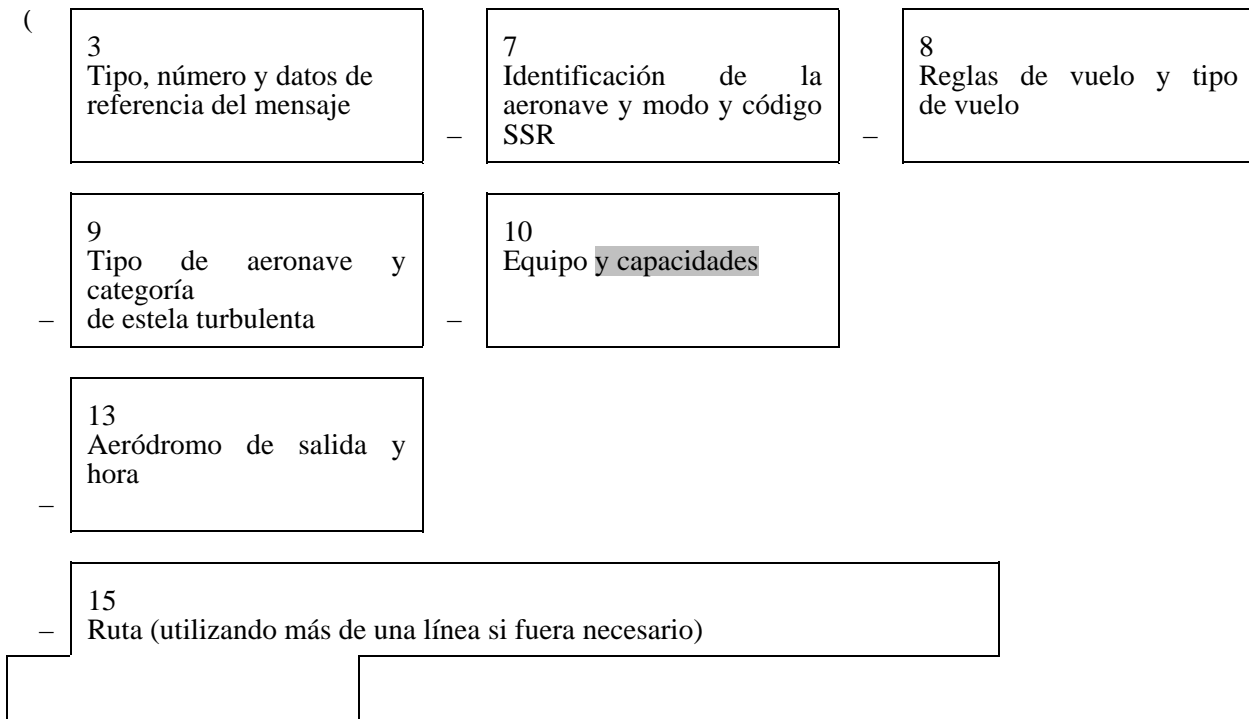 (
3
Tipo, número y datos de
referencia del mensaje
–
7
Identificación de la
aeronave y modo y código
SSR
–
8
Reglas de vuelo y tipo
de vuelo
–
9
Tipo de aeronave y
categoría
de estela turbulenta
–
10
Equipo y capacidades
–
13
Aeródromo de salida y
hora
–
15
Ruta (utilizando más de una línea si fuera necesario)